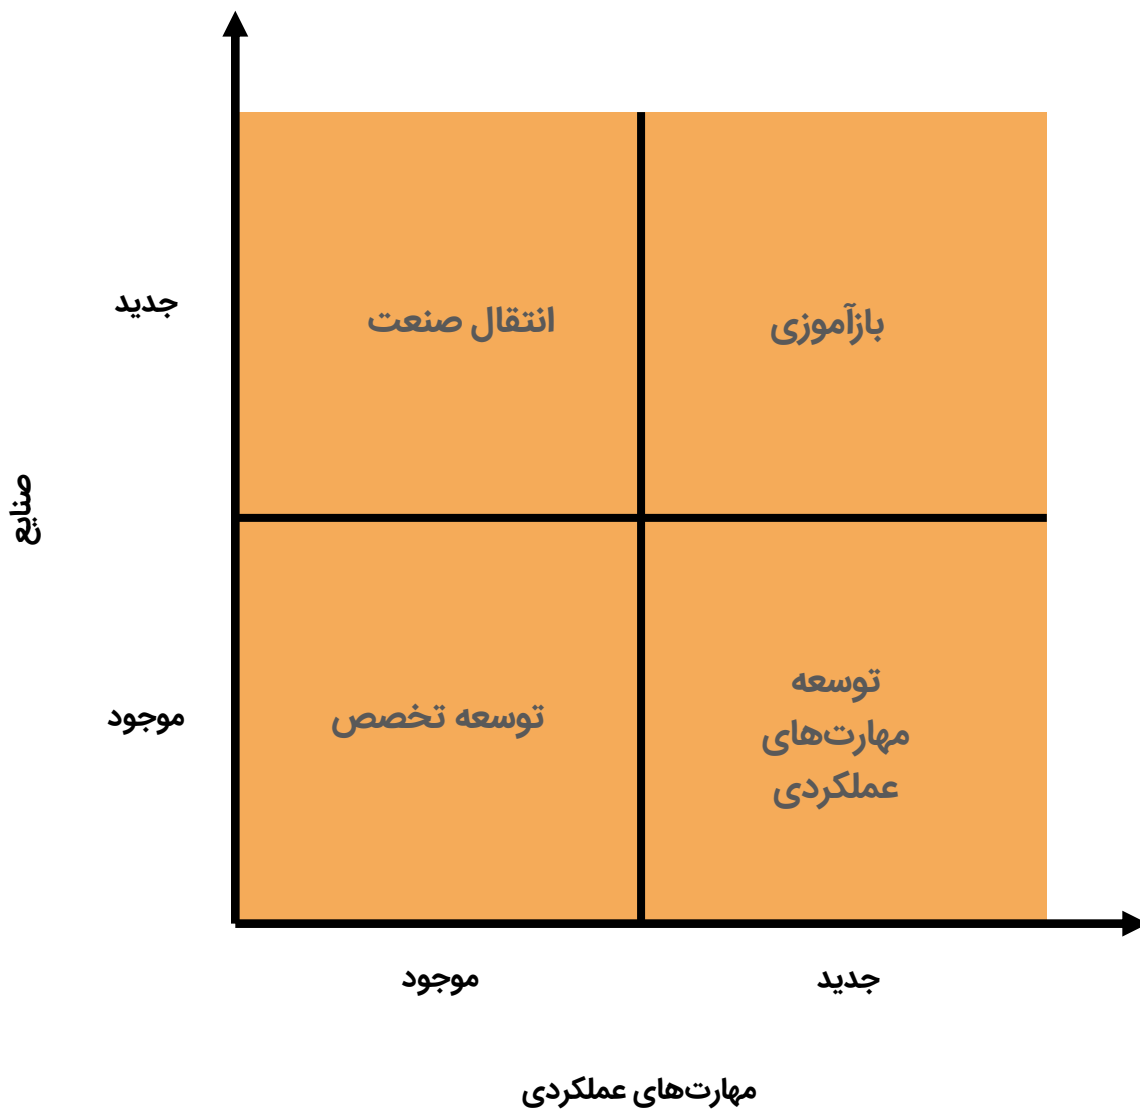 جدید
انتقال صنعت
بازآموزی
صنایع
موجود
توسعه تخصص
توسعه
مهارت‌های
عملکردی
موجود
جدید
مهارت‌های عملکردی